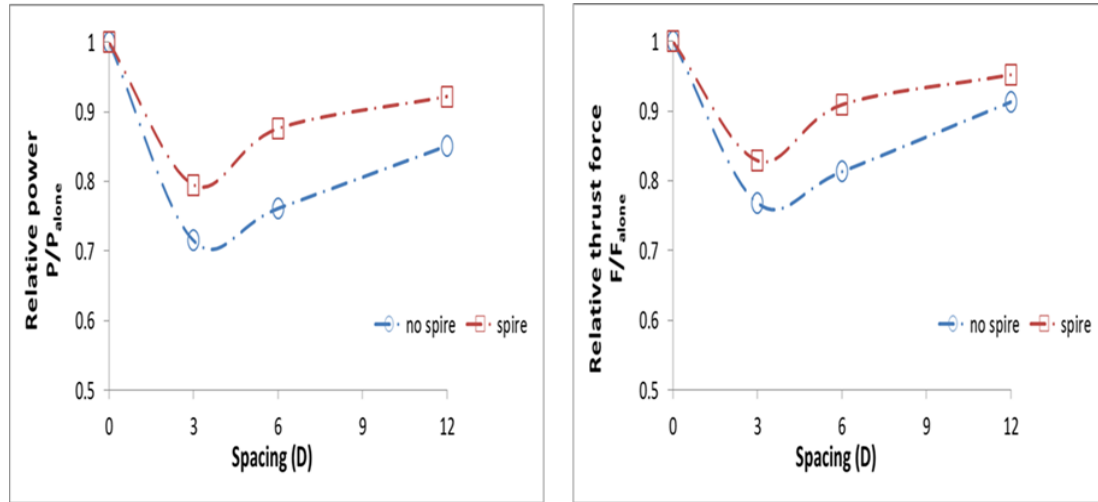 Relative power
P/Palone
1
0.9
0.8
0.7
0.6
0.5
0 3 6 9 12
Spacing (D)
no spire spire
Relative thrust force
F/Falone
1
0.9
0.8
0.7
0.6
0.5
0 3 6 9 12
Spacing (D)
no spire spire